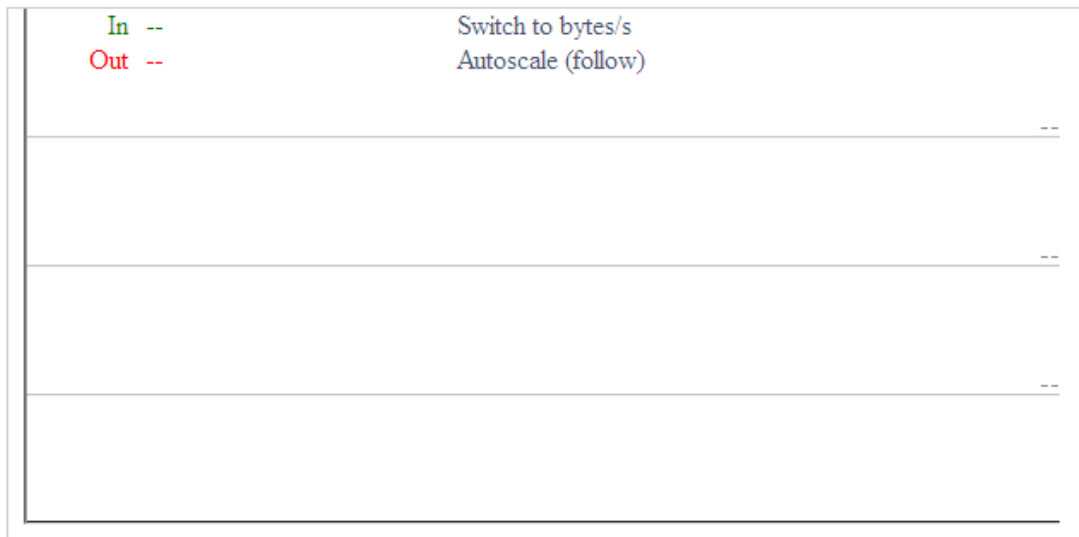 In -- Switch to bytes/s
Out -- Autoscale (follow)
--
--
--